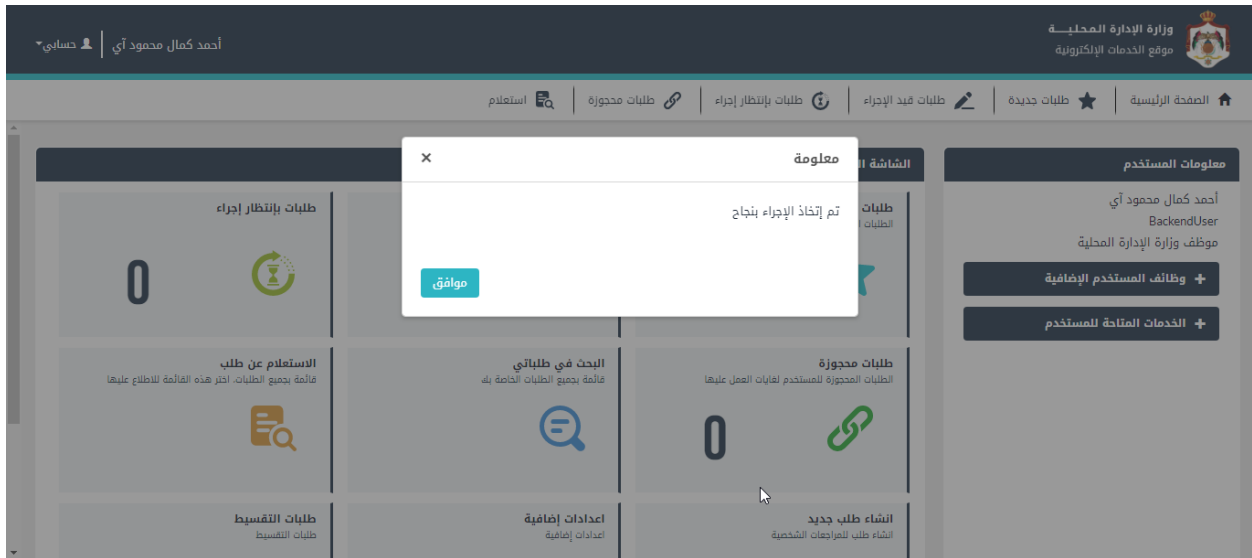 وزارة الإدارة المحليـــة
موقع الخدمات الإلكترونية
أحمد كمال محمود آي
حسابي
الصفحة الرئيسية
طلبات جديدة
طلبات قيد الإجراء
طلبات بإنتظار إجراء
طلبات محجوزة
استعلام
معلومات المستخدم
أحمد كمال محمود آي
BackendUser
موظف وزارة الإدارة المحلية
+ وظائف المستخدم الإضافية
+ الخدمات المتاحة للمستخدم
الشاشة
معلومة
×
تم إتخاذ الإجراء بنجاح
موافق
طلبات
الطلبات
طلبات بإنتظار إجراء
0
طلبات محجوزة
الطلبات المحجوزة للمستخدم لغايات العمل عليها
0
البحث في طلباتي
قائمة بجميع الطلبات الخاصة بك
الاستعلام عن طلب
قائمة بجميع الطلبات، اختر هذه القائمة للاطلاع عليها
انشاء طلب جديد
انشاء طلب للمراجعات الشخصية
اعدادات إضافية
اعدادات إضافية
طلبات التقسيط
طلبات التقسيط